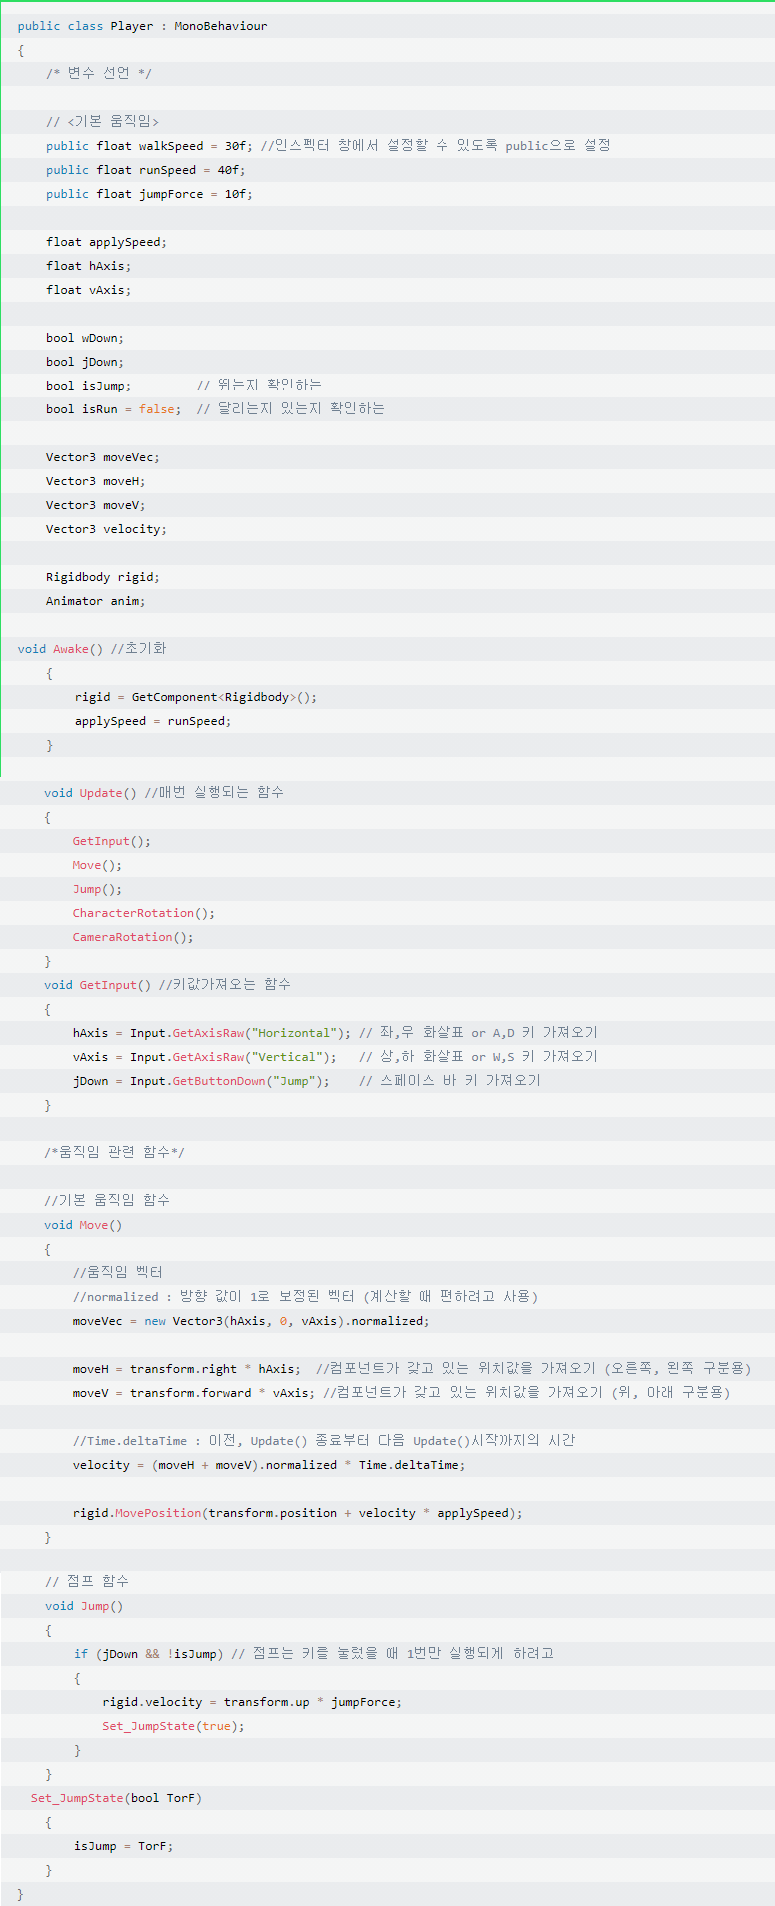 public class Player : MonoBehaviour
{
/* 변수 선언 */
// <기본 움직임>
public float walkSpeed = 30f; //인스펙터 창에서 설정할 수 있도록 public으로 설정
public float runSpeed = 40f;
public float jumpForce = 10f;
float applySpeed;
float hAxis;
float vAxis;
bool wDown;
bool jDown;
bool isJump; // 뛰는지 확인하는
bool isRun = false; // 달리는지 있는지 확인하는
Vector3 moveVec;
Vector3 moveH;
Vector3 moveV;
Vector3 velocity;
Rigidbody rigid;
Animator anim;
void Awake() //초기화
{
rigid = GetComponent<Rigidbody>();
applySpeed = runSpeed;
}
void Update() //매번 실행되는 함수
{
GetInput();
Move();
Jump();
CharacterRotation();
CameraRotation();
}
void GetInput() //키값가져오는 함수
{
hAxis = Input.GetAxisRaw("Horizontal"); // 좌,우 화살표 or A,D 키 가져오기
vAxis = Input.GetAxisRaw("Vertical"); // 상,하 화살표 or W,S 키 가져오기
jDown = Input.GetButtonDown("Jump"); // 스페이스 바 키 가져오기
}
/*움직임 관련 함수*/
//기본 움직임 함수
void Move()
{
//움직임 벡터
//normalized : 방향 값이 1로 보정된 벡터 (계산할 때 편하려고 사용)
moveVec = new Vector3(hAxis, 0, vAxis).normalized;
moveH = transform.right * hAxis; //컴포넌트가 갖고 있는 위치값을 가져오기 (오른쪽, 왼쪽 구분용)
moveV = transform.forward * vAxis; //컴포넌트가 갖고 있는 위치값을 가져오기 (위, 아래 구분용)
//Time.deltaTime : 이전, Update() 종료부터 다음 Update()시작까지의 시간
velocity = (moveH + moveV).normalized * Time.deltaTime;
rigid.MovePosition(transform.position + velocity * applySpeed);
}
// 점프 함수
void Jump()
{
if (jDown && !isJump) // 점프는 키를 눌렀을 때 1번만 실행되게 하려고
{
rigid.velocity = transform.up * jumpForce;
Set_JumpState(true);
}
}
Set_JumpState(bool TorF)
{
isJump = TorF;
}
}